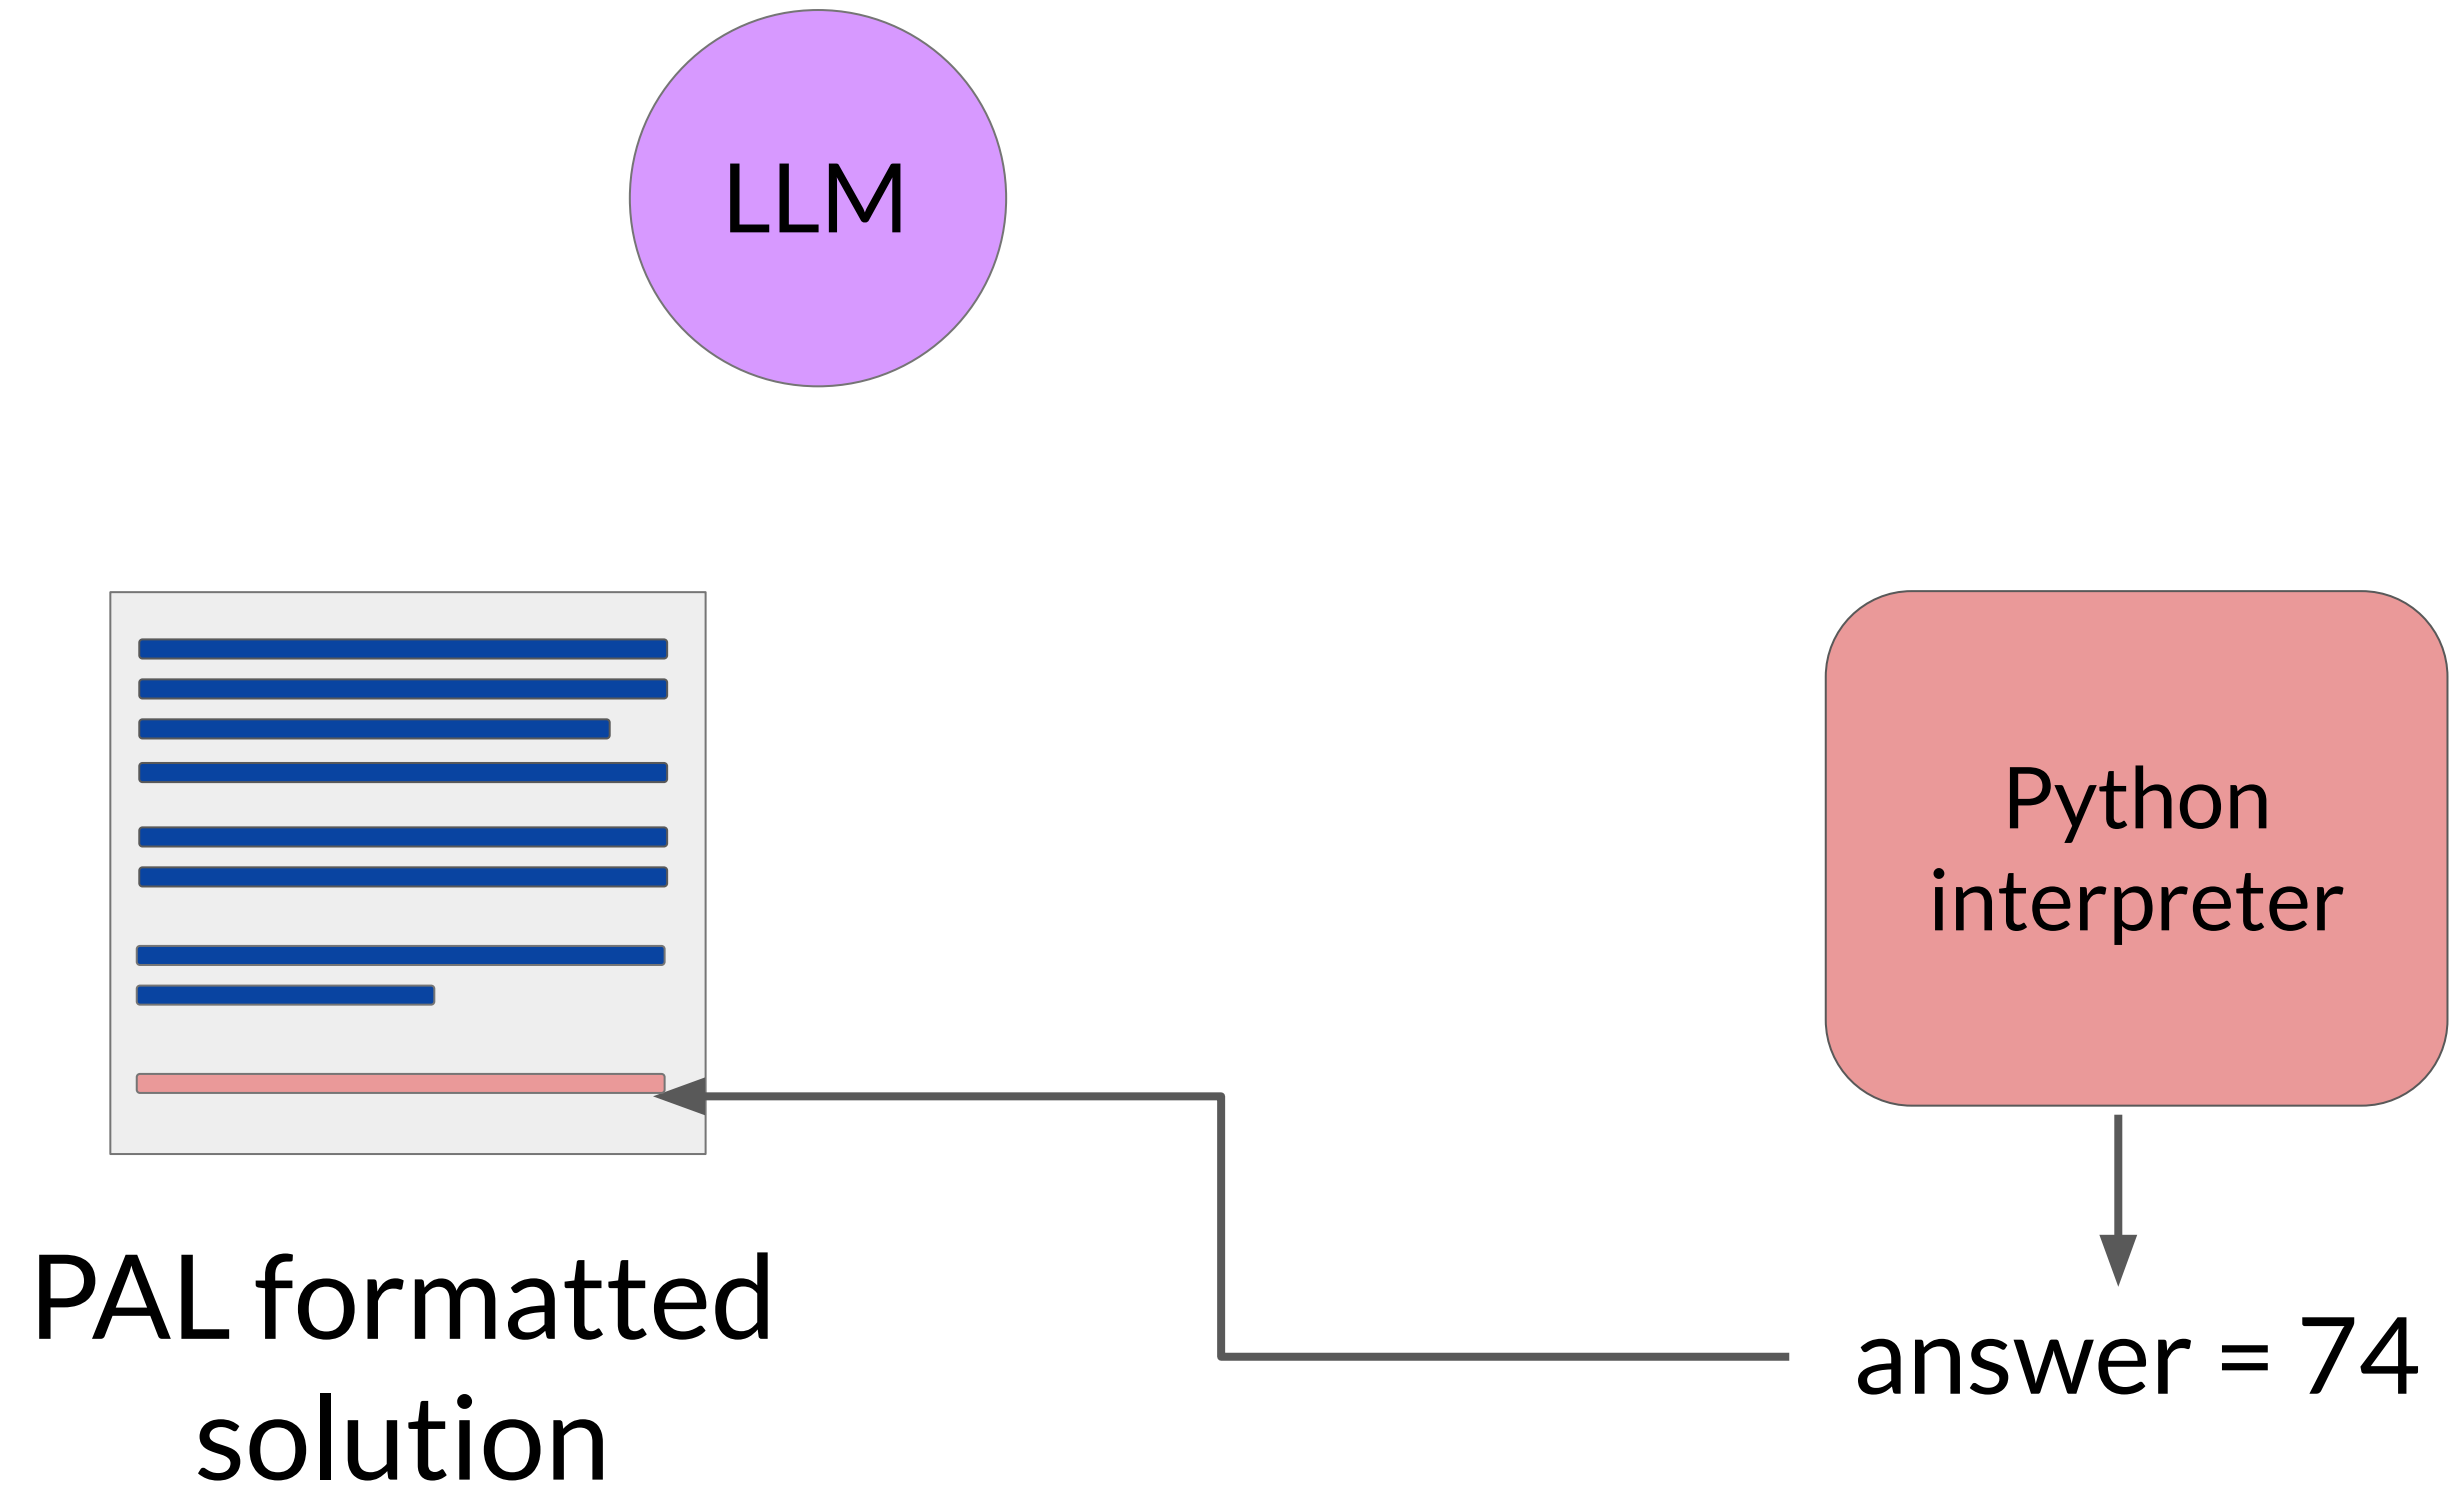 LLM
Python
interpreter
PAL formatted
solution
answer = 74